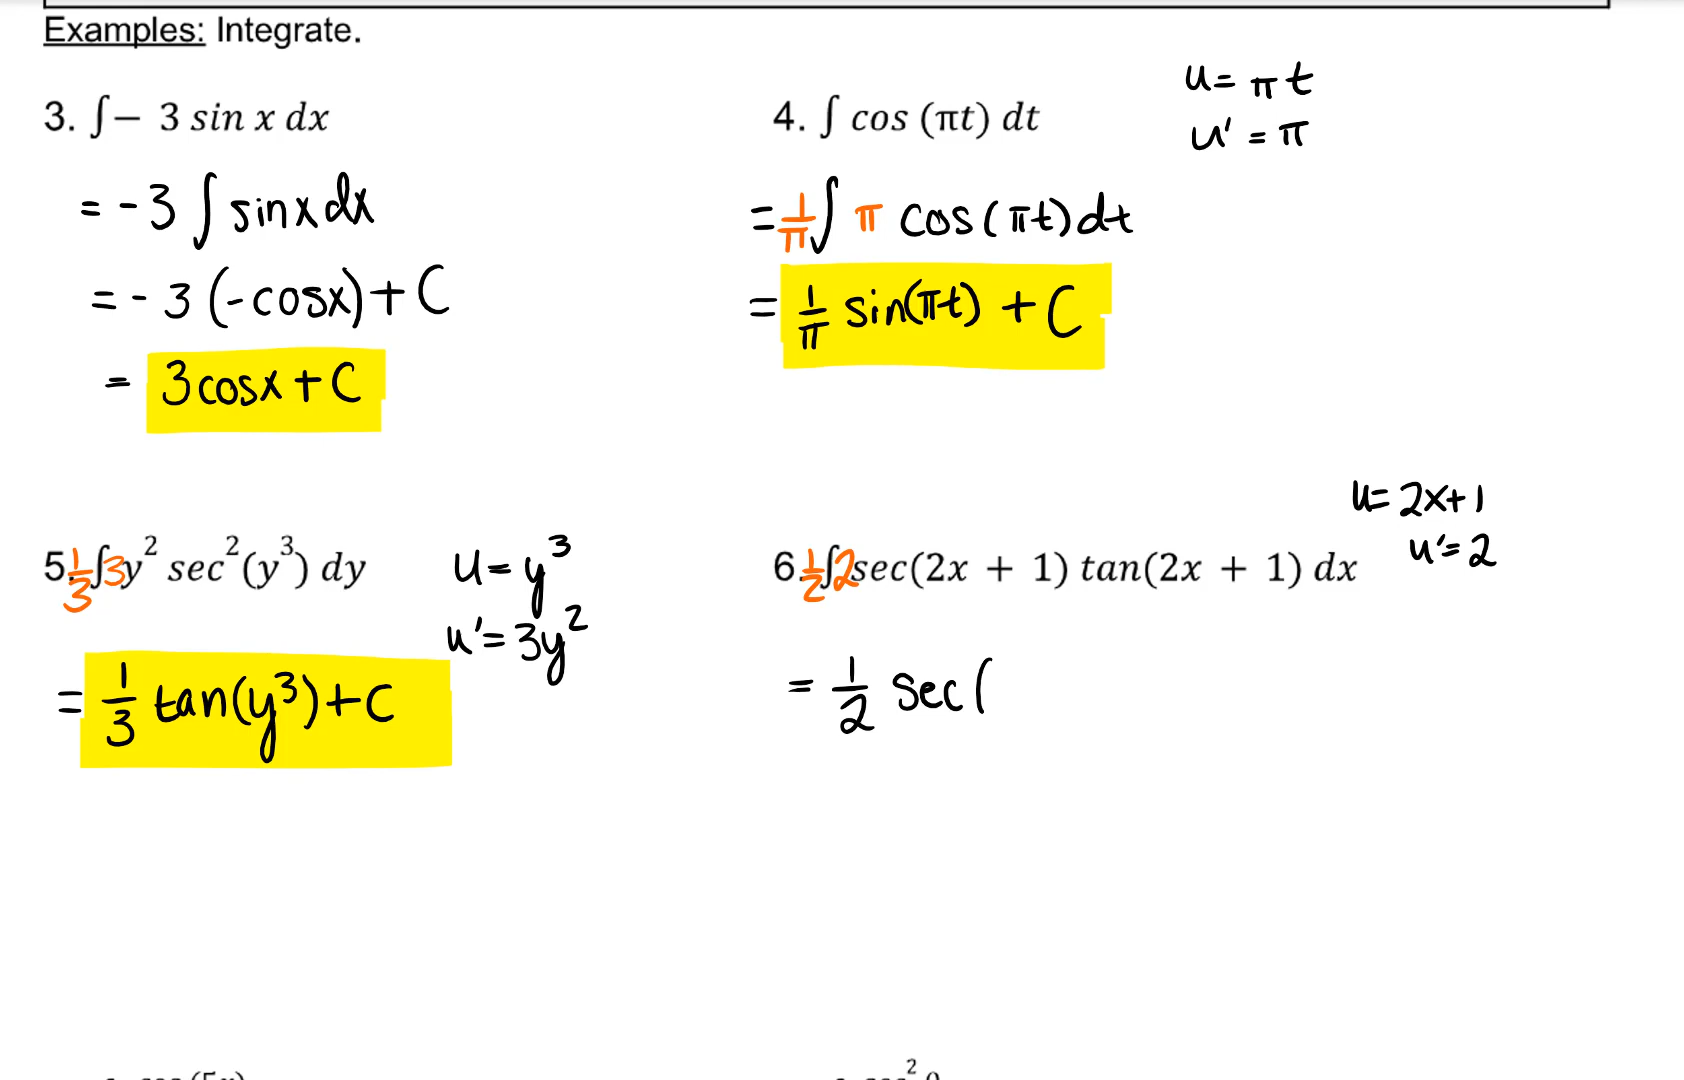 Examples: Integrate.
3. ∫− 3 sin x dx
= -3 ∫ sinx dx
= -3 (-cosx)+C
= 3cosx+C
4. ∫ cos (πt) dt
u= πt
u' = π
= 1/π ∫ π cos(πt)dt
= 1/π sin(πt) + C
5. 1/3 ∫ 3y² sec²(y³) dy
u=y³
u'=3y²
= 1/3 tan(y³)+C
6. 1/2 ∫ 2 sec(2x + 1) tan(2x + 1) dx
u= 2x+1
u'=2
= 1/2 sec(